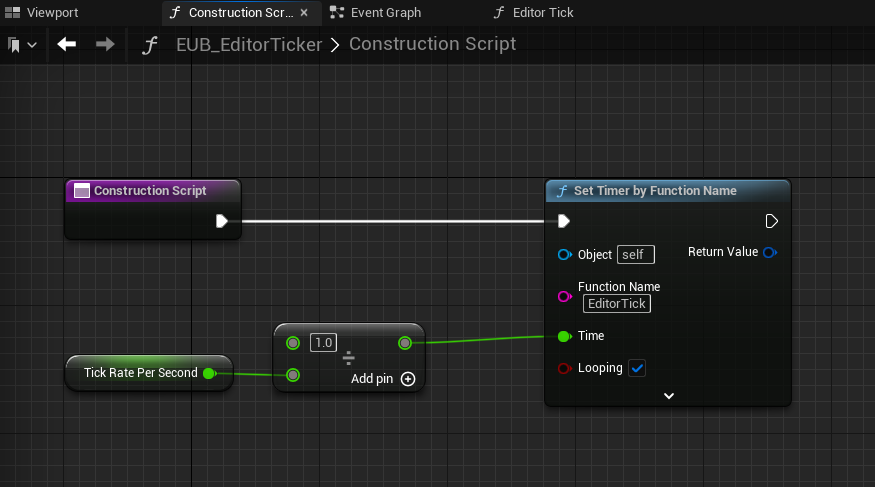 Viewport
Construction Scr...
Event Graph
Editor Tick
EUB_EditorTicker > Construction Script
Construction Script
Set Timer by Function Name
Object self
Return Value
Function Name
EditorTick
1.0
Time
Tick Rate Per Second
Add pin
Looping